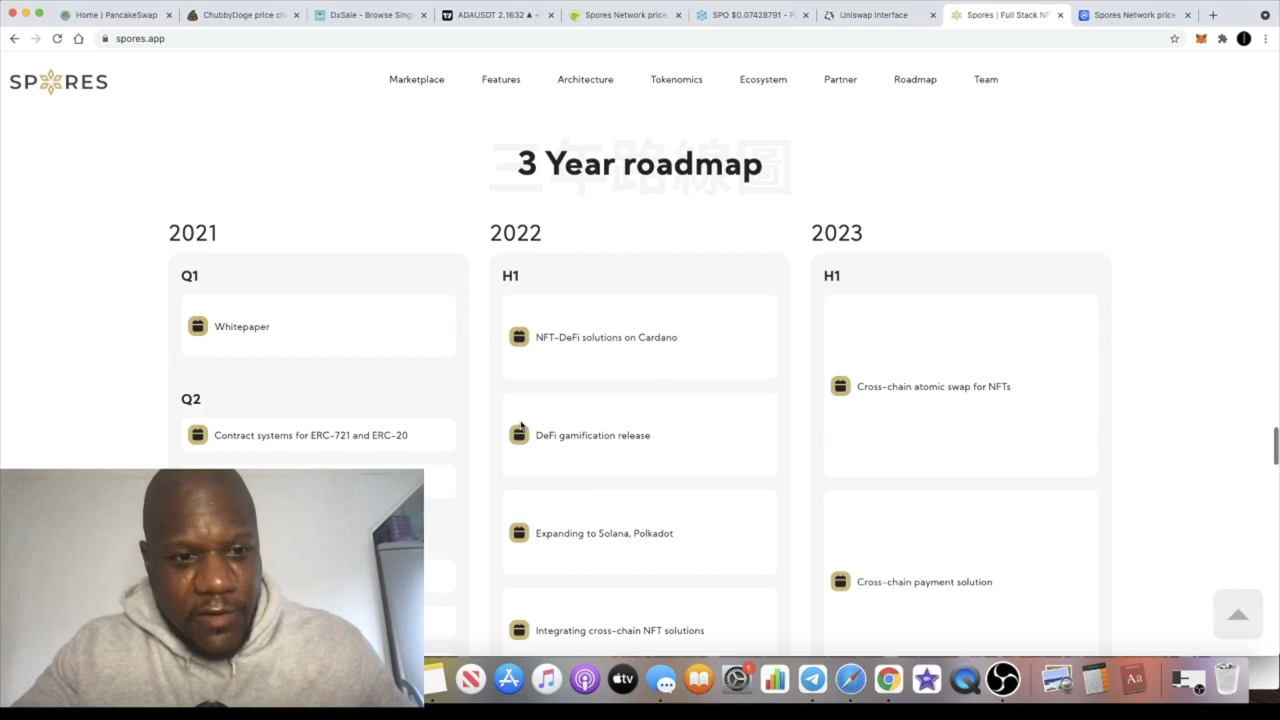 Home | PancakeSwap
ChubbyDoge price ch
DxSale - Browse Sing
ADAUSDT 2.1632 ▲
Spores Network price,
SPO $0.07428791 - P
Uniswap Interface
Spores | Full Stack NF
Spores Network price
spores.app
SPORES
Marketplace
Features
Architecture
Tokenomics
Ecosystem
Partner
Roadmap
Team
三年路線圖
3 Year roadmap
2021
2022
2023
Q1
H1
H1
Whitepaper
NFT-DeFi solutions on Cardano
Cross-chain atomic swap for NFTs
Q2
Contract systems for ERC-721 and ERC-20
DeFi gamification release
Expanding to Solana, Polkadot
Cross-chain payment solution
Integrating cross-chain NFT solutions
tv
1
Aa